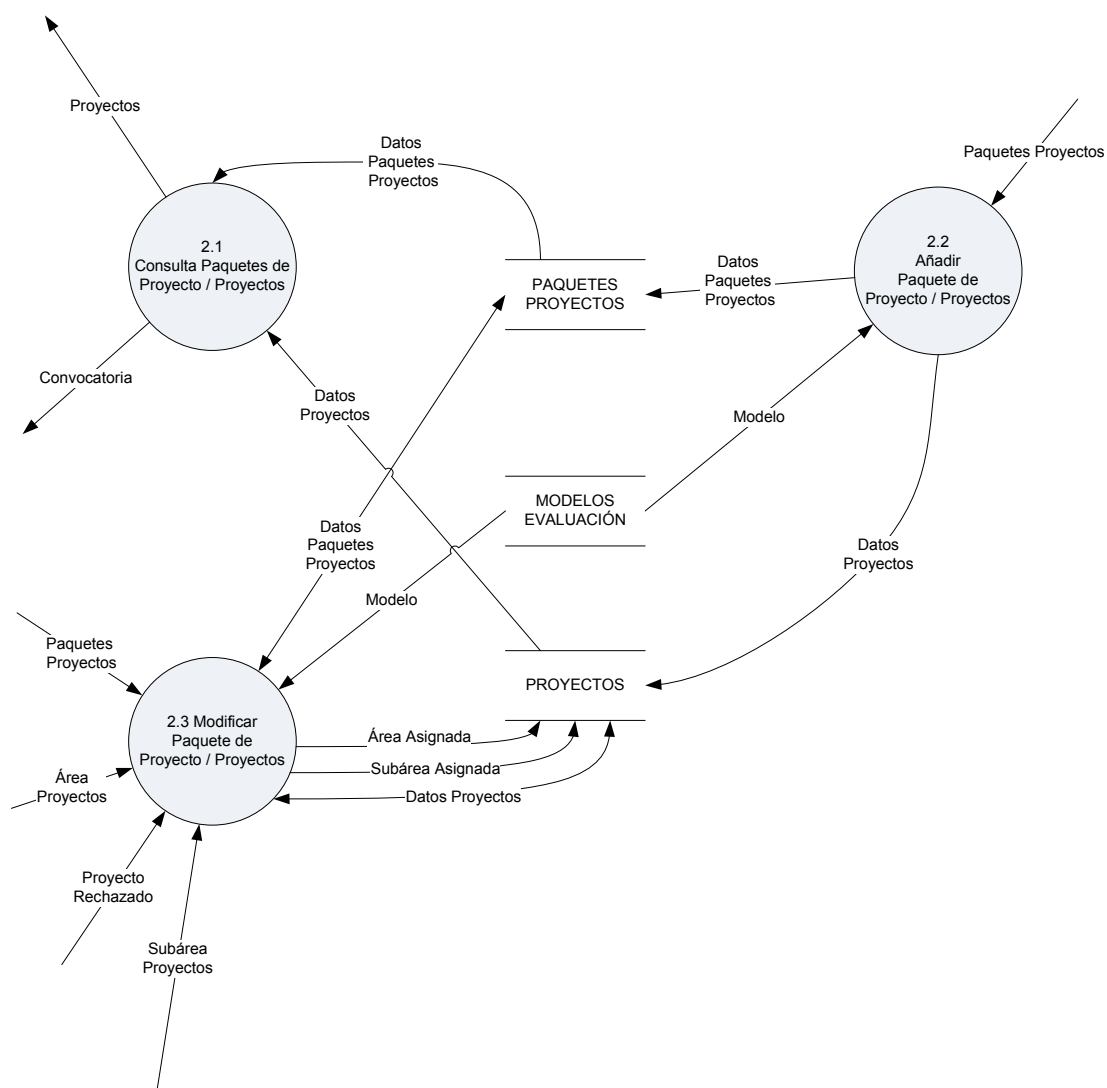 Proyectos
Datos
Paquetes
Proyectos
Paquetes Proyectos
2.1
Consulta Paquetes de
Proyecto / Proyectos
2.2
Añadir
Paquete de
Proyecto / Proyectos
PAQUETES
PROYECTOS
Datos
Paquetes
Proyectos
Convocatoria
Datos
Proyectos
Modelo
MODELOS
EVALUACIÓN
Datos
Paquetes
Proyectos
Datos
Proyectos
Modelo
Paquetes
Proyectos
PROYECTOS
2.3 Modificar
Paquete de
Proyecto / Proyectos
Área Asignada
Subárea Asignada
Datos Proyectos
Área
Proyectos
Proyecto
Rechazado
Subárea
Proyectos